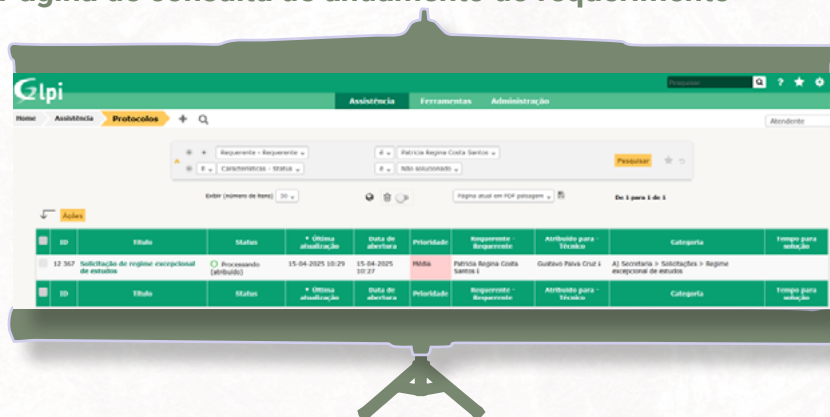 Página de consulta de andamento de requerimento
Glpi
Pesquisar
?
Assistência Ferramentas Administração
Home Assistência Protocolos +
Atendente
Requerente - Requerente é Patricia Regina Costa Santos
E Características - Status é Não solucionado
Pesquisar
Exibir (número de itens) 20 Página atual em PDF paisagem De 1 para 1 de 1
Ações
ID Título Status Última atualização Data de abertura Prioridade Requerente - Requerente Atribuído para - Técnico Categoria Tempo para solução
12 367 Solicitação de regime excepcional de estudos Processando (atribuído) 15-04-2025 10:29 15-04-2025 10:27 Média Patricia Regina Costa Santos i Gustavo Paiva Cruz i A) Secretaria > Solicitações > Regime excepcional de estudos
ID Título Status Última atualização Data de abertura Prioridade Requerente - Requerente Atribuído para - Técnico Categoria Tempo para solução